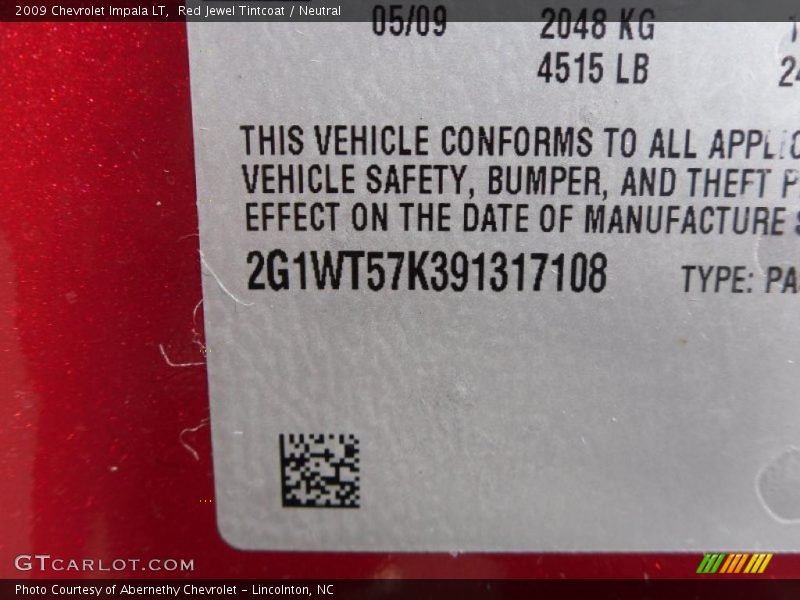 2009 Chevrolet Impala LT, Red Jewel Tintcoat / Neutral
05/09 2048 KG
4515 LB
THIS VEHICLE CONFORMS TO ALL
VEHICLE SAFETY, BUMPER, AND THEFT
EFFECT ON THE DATE OF MANUFACTURE
2G1WT57K391317108 TYPE:
GTCARLOT.COM
Photo Courtesy of Abernethy Chevrolet - Lincolnton, NC